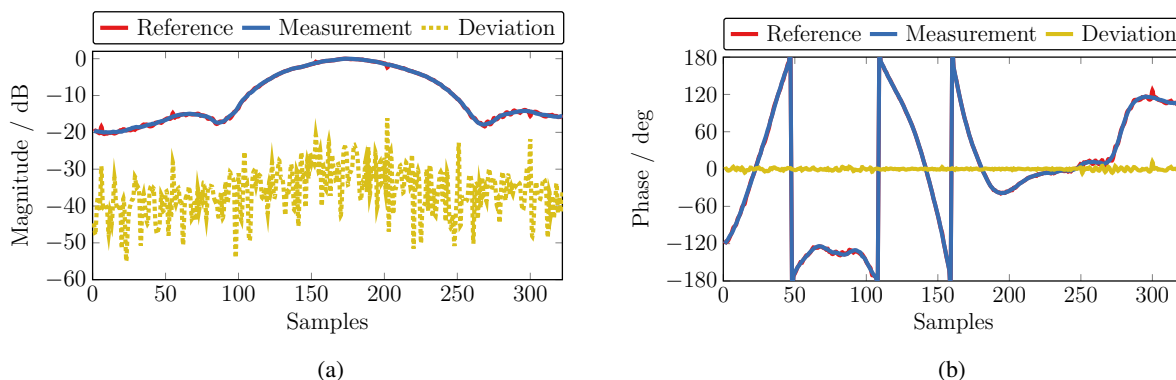 Reference Measurement Deviation
0
−10
−20
−30
−40
−50
−60
Magnitude / dB
0 50 100 150 200 250 300
Samples
(a)
Reference Measurement Deviation
180
120
60
0
−60
−120
−180
Phase / deg
0 50 100 150 200 250 300
Samples
(b)